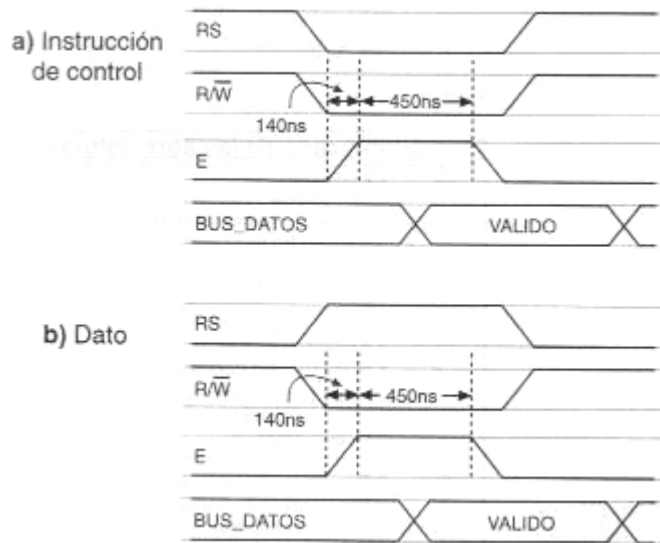 a) Instrucción
de control
RS
R/W̅
140ns
450ns
E
BUS_DATOS
VALIDO
b) Dato
RS
R/W̅
140ns
450ns
E
BUS_DATOS
VALIDO